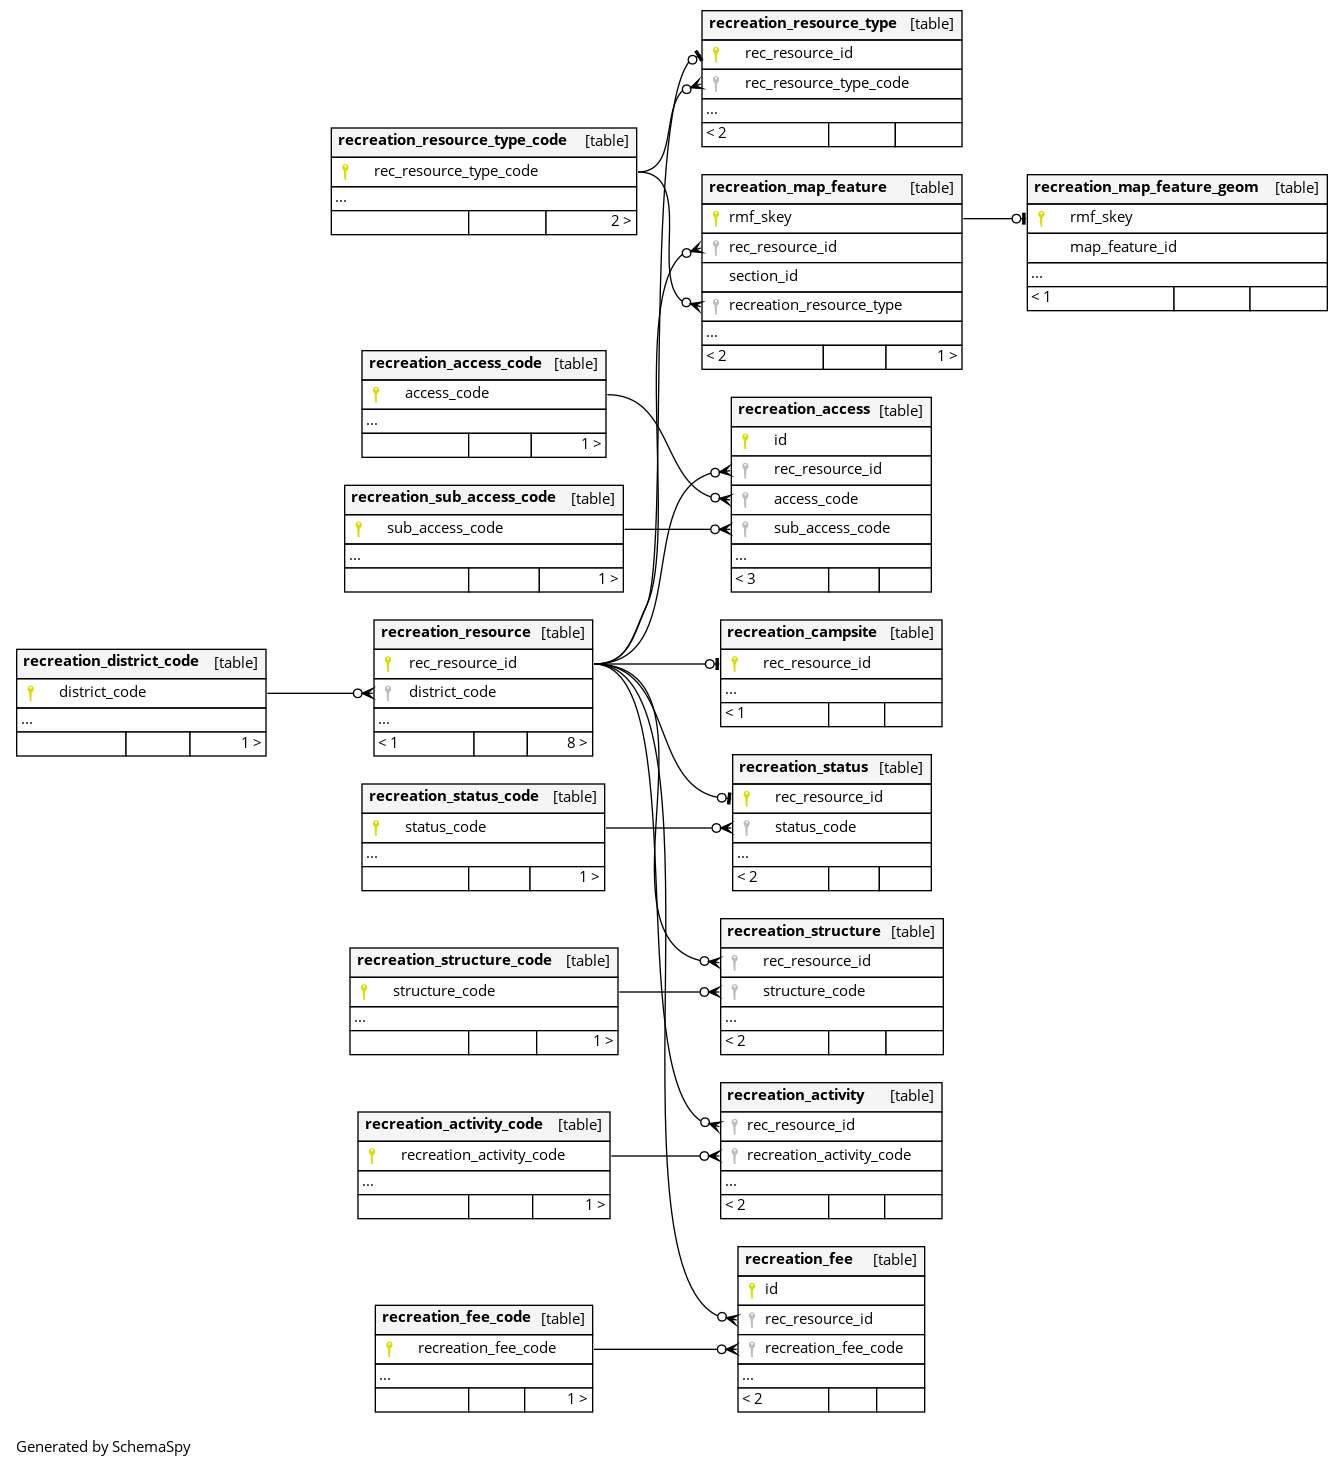 recreation_resource_type [table]
rec_resource_id
rec_resource_type_code
...
< 2
recreation_resource_type_code [table]
rec_resource_type_code
...
2 >
recreation_map_feature [table]
rmf_skey
rec_resource_id
section_id
recreation_resource_type
...
< 2 1 >
recreation_map_feature_geom [table]
rmf_skey
map_feature_id
...
< 1
recreation_access_code [table]
access_code
...
1 >
recreation_access [table]
id
rec_resource_id
access_code
sub_access_code
...
< 3
recreation_sub_access_code [table]
sub_access_code
...
1 >
recreation_district_code [table]
district_code
...
1 >
recreation_resource [table]
rec_resource_id
district_code
...
< 1 8 >
recreation_campsite [table]
rec_resource_id
...
< 1
recreation_status_code [table]
status_code
...
1 >
recreation_status [table]
rec_resource_id
status_code
...
< 2
recreation_structure_code [table]
structure_code
...
1 >
recreation_structure [table]
rec_resource_id
structure_code
...
< 2
recreation_activity_code [table]
recreation_activity_code
...
1 >
recreation_activity [table]
rec_resource_id
recreation_activity_code
...
< 2
recreation_fee_code [table]
recreation_fee_code
...
1 >
recreation_fee [table]
id
rec_resource_id
recreation_fee_code
...
< 2
Generated by SchemaSpy